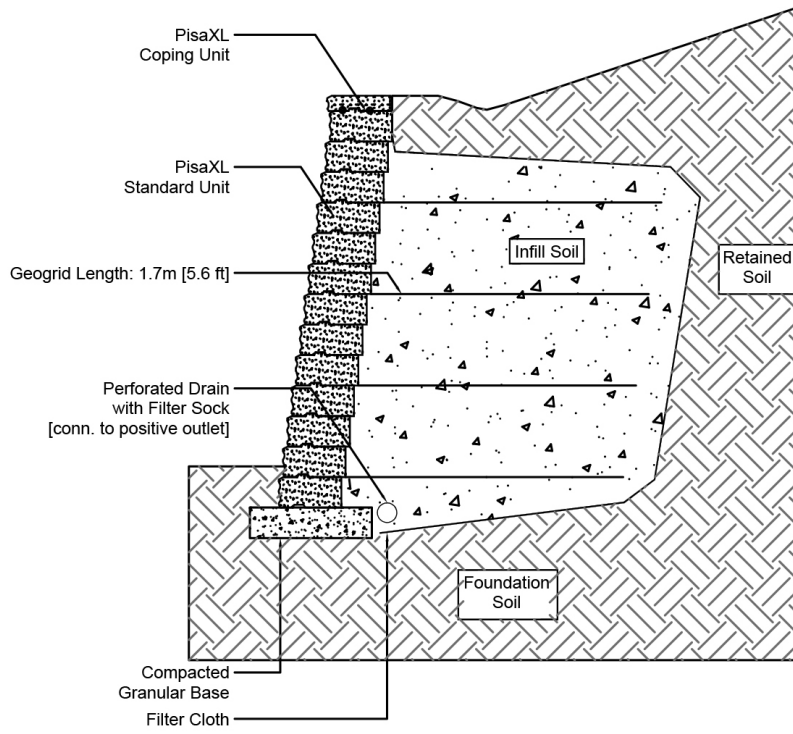 PisaXL
Coping Unit
PisaXL
Standard Unit
Infill Soil
Retained
Soil
Geogrid Length: 1.7m [5.6 ft]
Perforated Drain
with Filter Sock
[conn. to positive outlet]
Foundation
Soil
Compacted
Granular Base
Filter Cloth